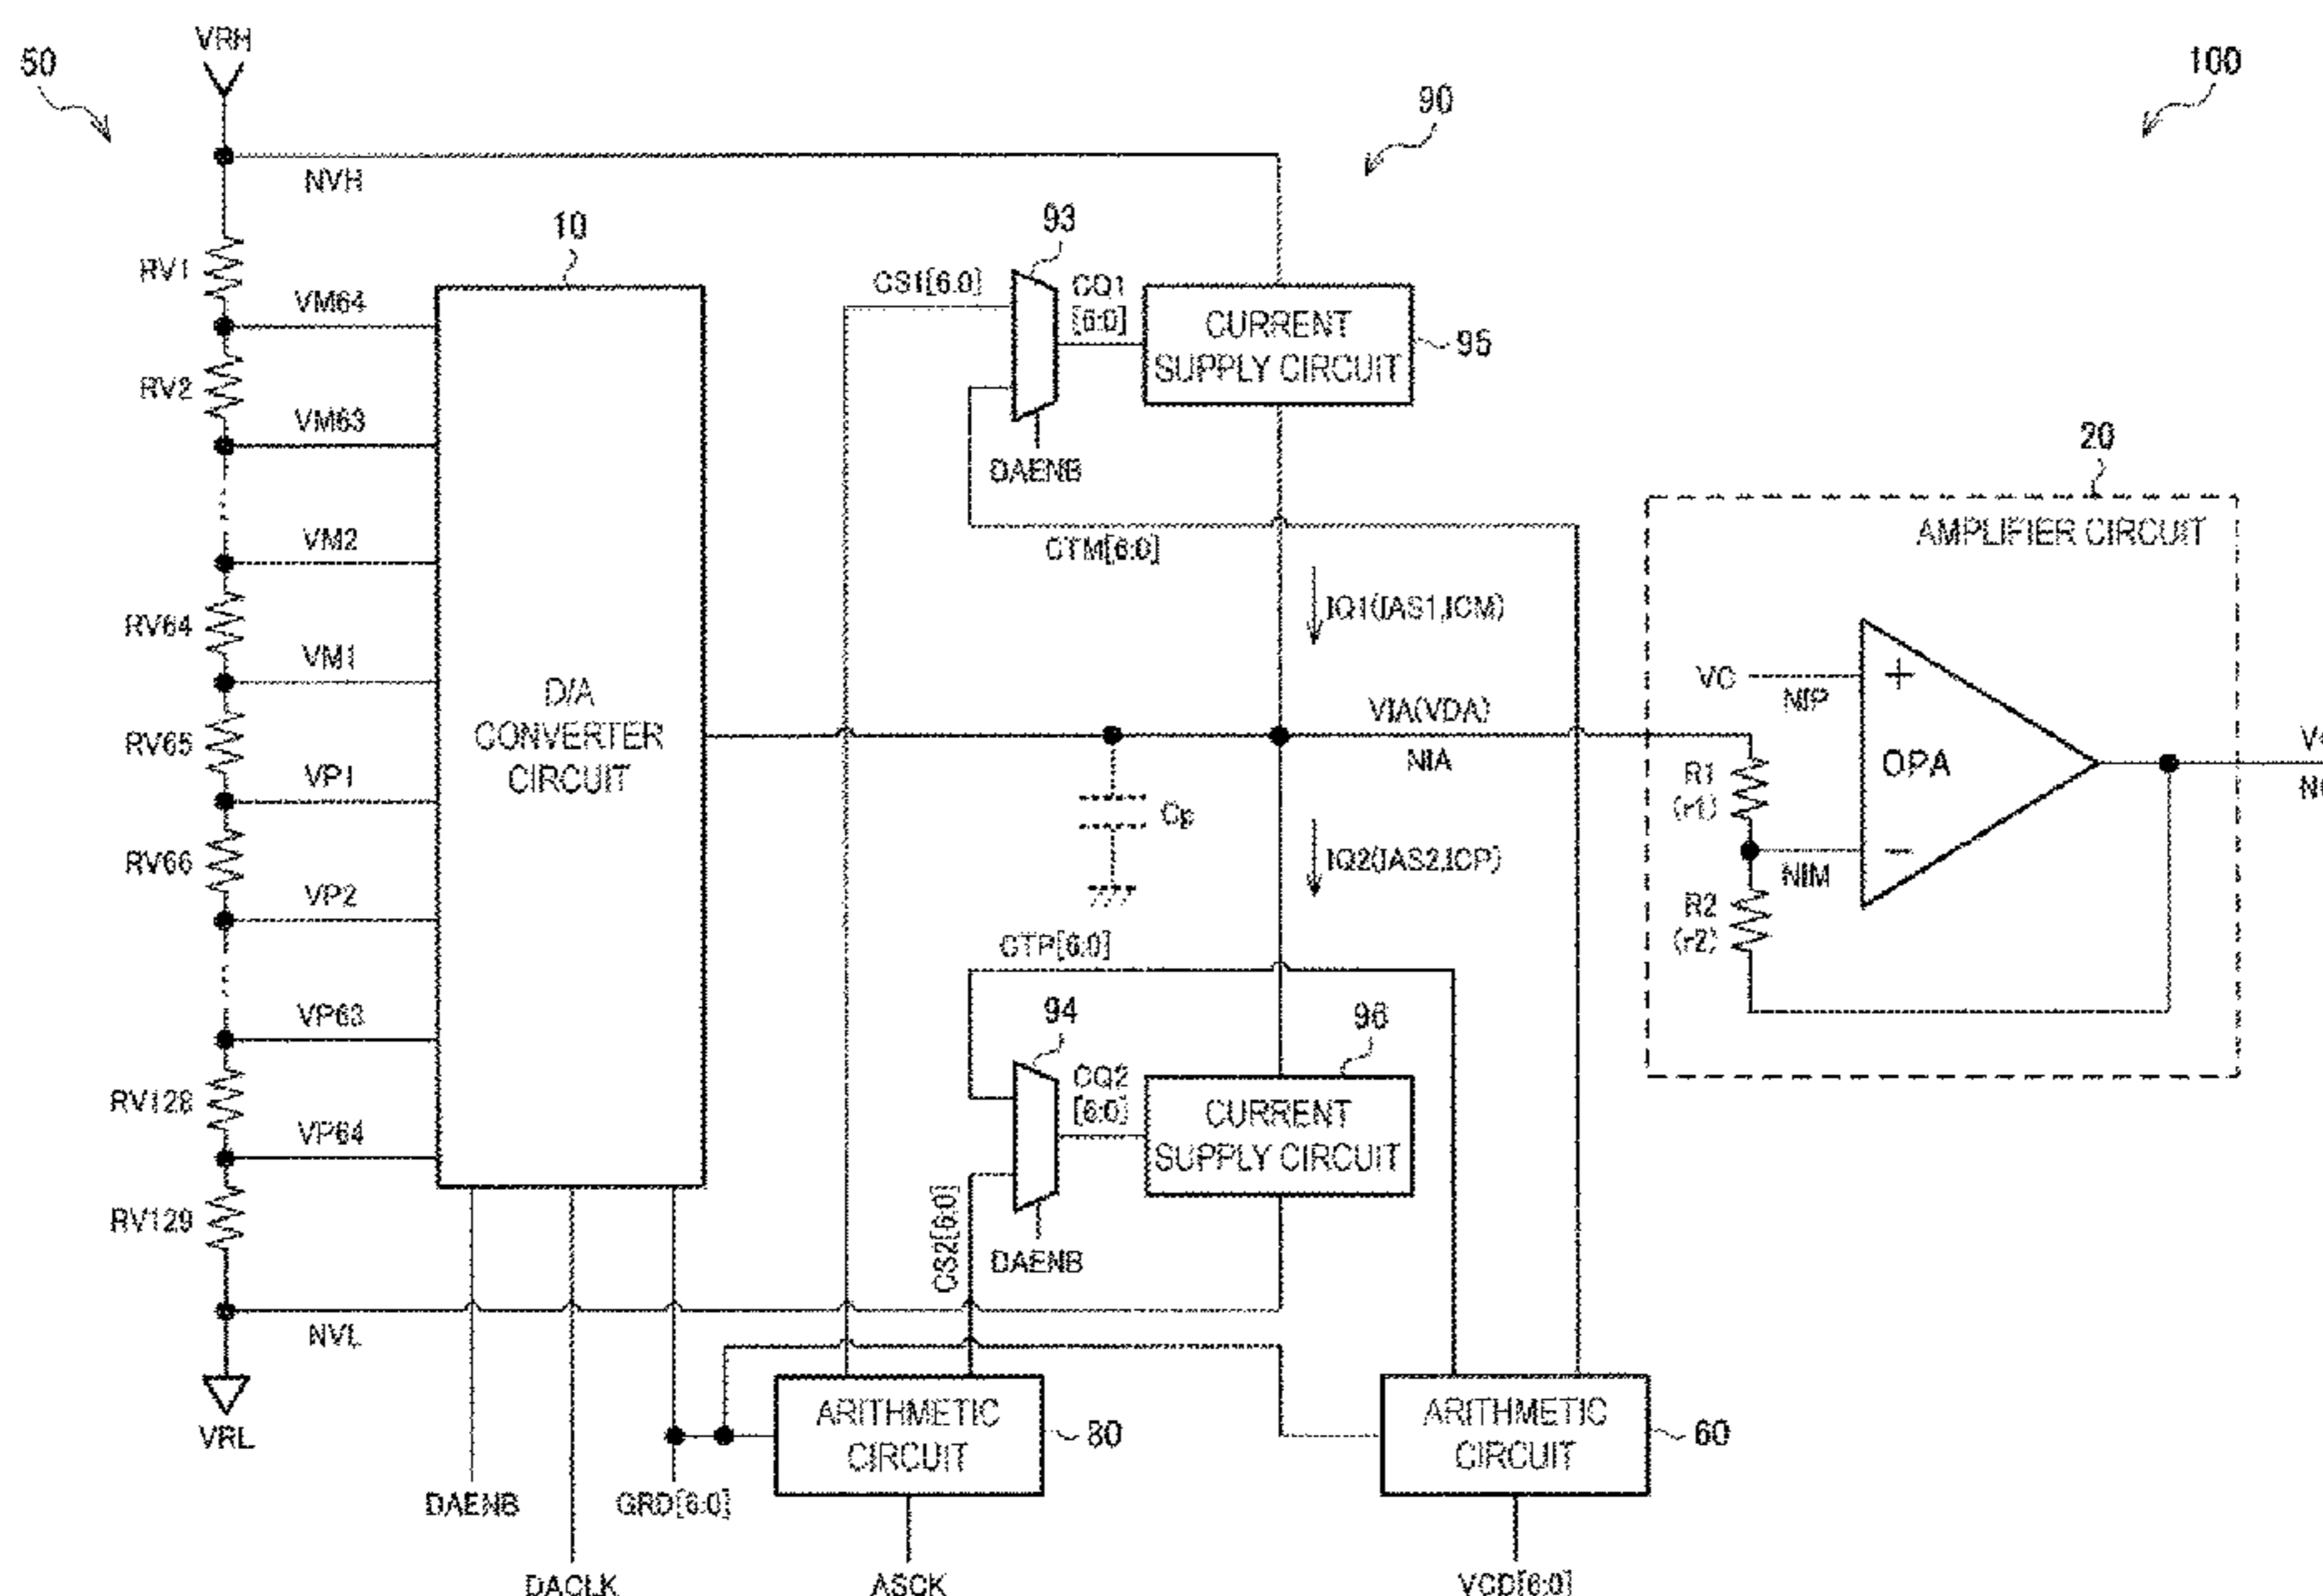 50
VRH
90
100
NVH
10
93
RV1
VM64
CS1[6:0]
CQ1
[6:0]
CURRENT
SUPPLY CIRCUIT
95
RV2
VM63
DAENB
20
AMPLIFIER CIRCUIT
VM2
CTM[6:0]
RV64
IQ1(IAS1,ICM)
VM1
D/A
CONVERTER
CIRCUIT
VC
NIP
+
RV65
VIA(VDA)
NIA
OPA
VP1
R1
(r1)
Cp
RV66
IQ2(IAS2,ICP)
NIM
−
VP2
R2
(r2)
CTP[6:0]
VP63
94
96
RV128
CQ2
[6:0]
CURRENT
SUPPLY CIRCUIT
VP64
RV129
CS2[6:0]
DAENB
NVL
VRL
ARITHMETIC
CIRCUIT
80
ARITHMETIC
CIRCUIT
60
DAENB
GRD[6:0]
DACLK
ASCK
VCD[6:0]